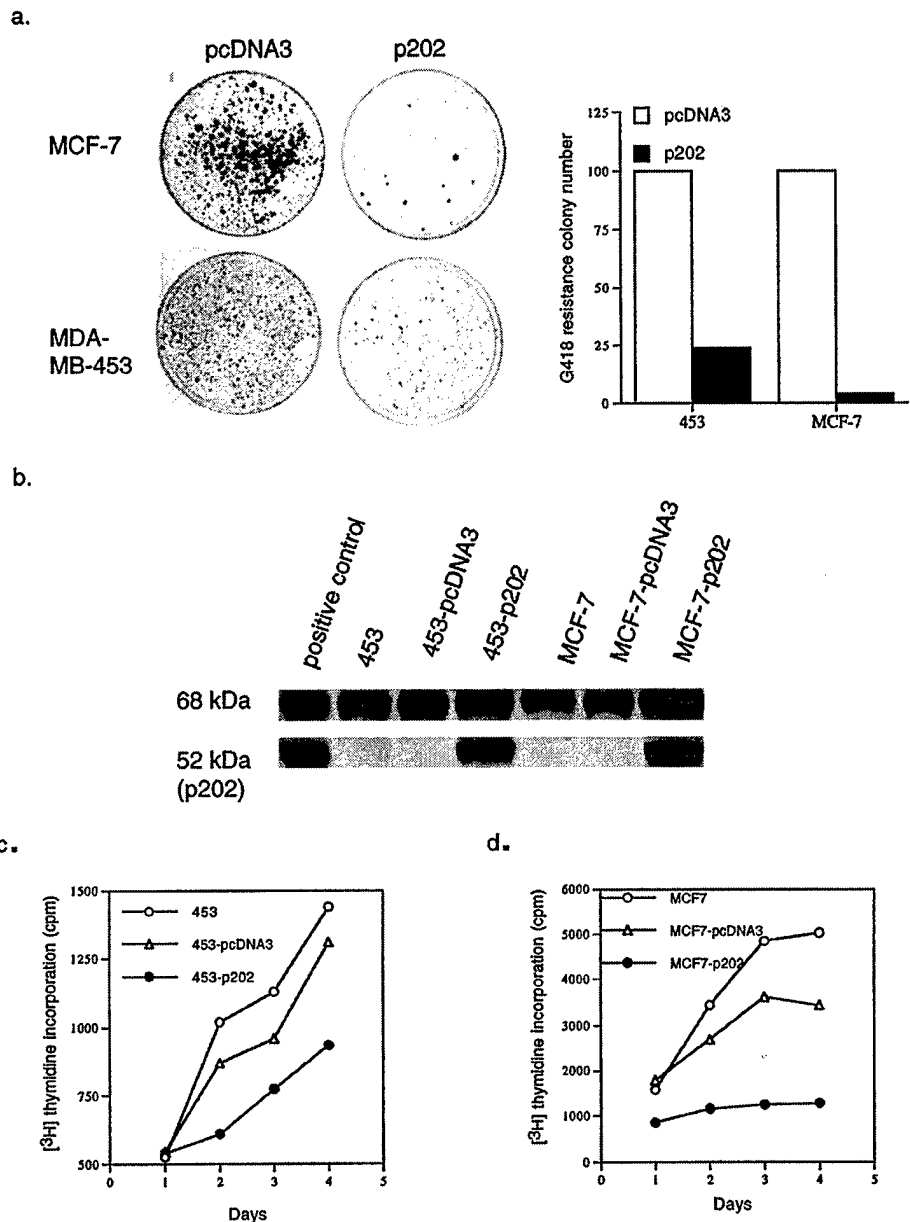 a.
pcDNA3
p202
MCF-7
MDA-
MB-453
125
100
75
50
25
0
G418 resistance colony number
pcDNA3
p202
453
MCF-7
b.
positive control
453
453-pcDNA3
453-p202
MCF-7
MCF-7-pcDNA3
MCF-7-p202
68 kDa
52 kDa
(p202)
c.
1500
1250
1000
750
500
[³H] thymidine incorporation (cpm)
453
453-pcDNA3
453-p202
0 1 2 3 4 5
Days
d.
6000
5000
4000
3000
2000
1000
0
[³H] thymidine incorporation (cpm)
MCF7
MCF7-pcDNA3
MCF7-p202
0 1 2 3 4 5
Days